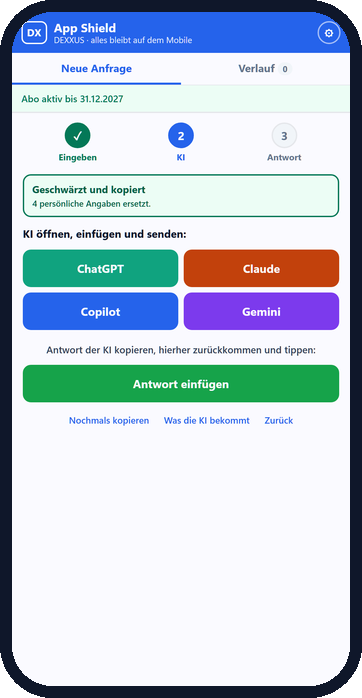 DX
App Shield
DEXXUS · alles bleibt auf dem Mobile
Neue Anfrage
Verlauf 0
Abo aktiv bis 31.12.2027
✓ 2 3
Eingeben KI Antwort
Geschwärzt und kopiert
4 persönliche Angaben ersetzt.
KI öffnen, einfügen und senden:
ChatGPT
Claude
Copilot
Gemini
Antwort der KI kopieren, hierher zurückkommen und tippen:
Antwort einfügen
Nochmals kopieren Was die KI bekommt Zurück